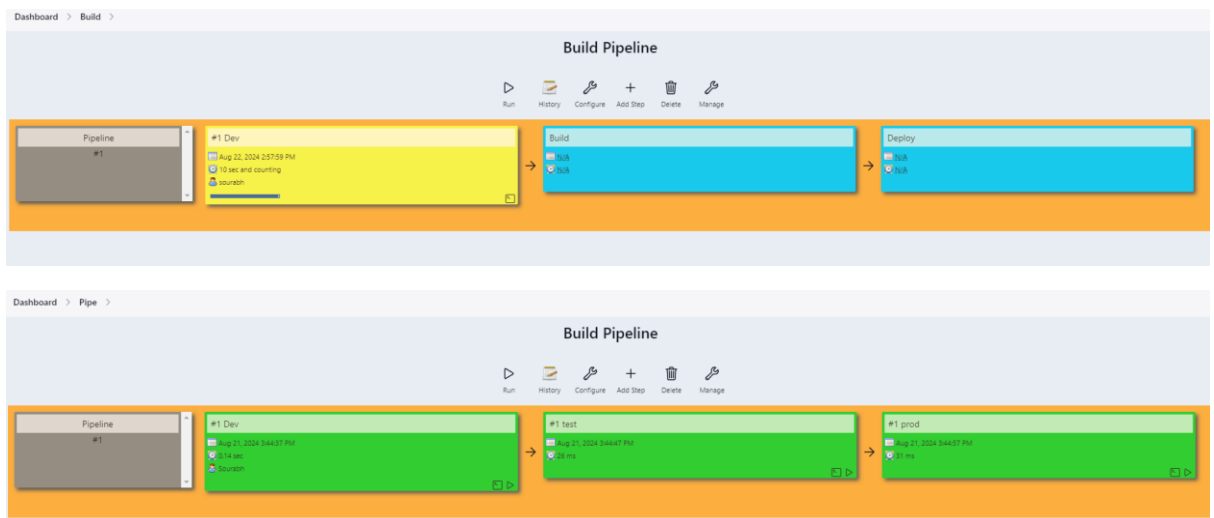 Dashboard > Build >
Build Pipeline
Run History Configure Add Step Delete Manage
Pipeline
#1
#1 Dev
Aug 22, 2024 2:57:59 PM
10 sec and counting
sourabh
Build
N/A
N/A
Deploy
N/A
N/A
Dashboard > Pipe >
Build Pipeline
Run History Configure Add Step Delete Manage
Pipeline
#1
#1 Dev
Aug 21, 2024 3:44:37 PM
0.14 sec
Sourabh
#1 test
Aug 21, 2024 3:44:47 PM
28 ms
#1 prod
Aug 21, 2024 3:44:57 PM
31 ms